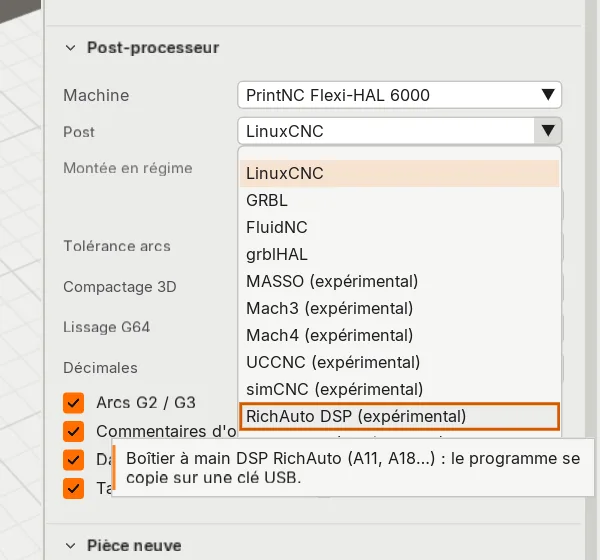 Post-processeur
Machine
PrintNC Flexi-HAL 6000
Post
LinuxCNC
Montée en régime
LinuxCNC
GRBL
FluidNC
Tolérance arcs
grblHAL
Compactage 3D
MASSO (expérimental)
Mach3 (expérimental)
Lissage G64
Mach4 (expérimental)
Décimales
UCCNC (expérimental)
simCNC (expérimental)
Arcs G2 / G3
RichAuto DSP (expérimental)
Commentaires d'o
Boîtier à main DSP RichAuto (A11, A18...) : le programme se
copie sur une clé USB.
Pièce neuve